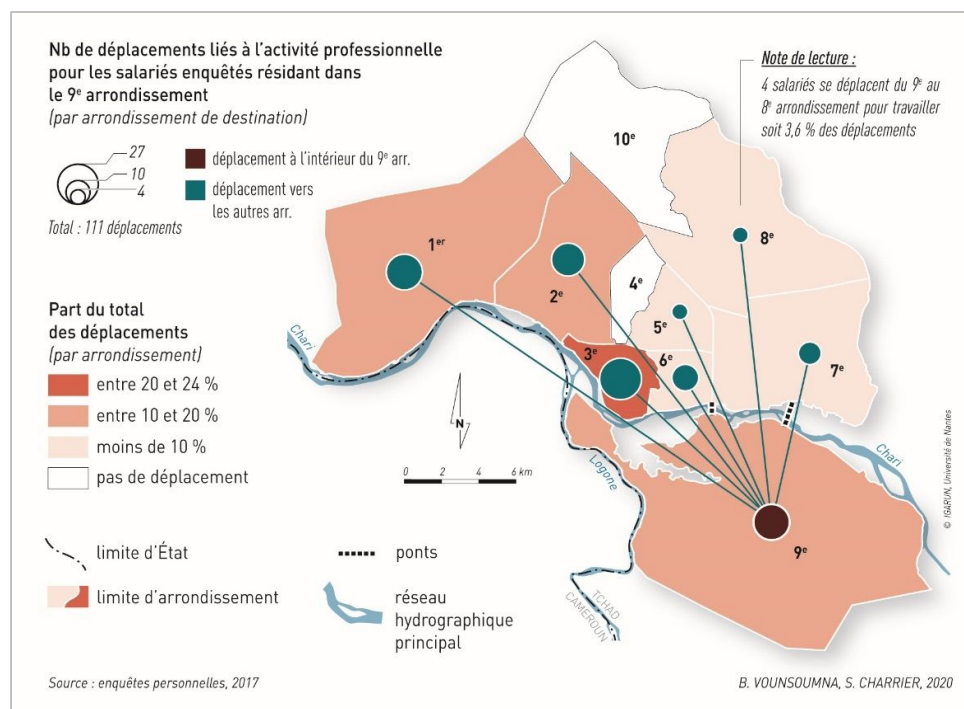 Nb de déplacements liés à l'activité professionnelle
pour les salariés enquêtés résidant dans
le 9e arrondissement
(par arrondissement de destination)
27
10
4
Total : 111 déplacements
déplacement à l'intérieur du 9e arr.
déplacement vers
les autres arr.
Note de lecture :
4 salariés se déplacent du 9e au
8e arrondissement pour travailler
soit 3,6 % des déplacements
Part du total
des déplacements
(par arrondissement)
entre 20 et 24 %
entre 10 et 20 %
moins de 10 %
pas de déplacement
10e
1er
2e
8e
4e
5e
3e
6e
7e
9e
Chari
Logone
Chari
N
0 2 4 6 km
TCHAD
CAMEROUN
limite d'État
limite d'arrondissement
ponts
réseau
hydrographique
principal
© IGARUN, Université de Nantes
Source : enquêtes personnelles, 2017
B. VOUNSOUMNA, S. CHARRIER, 2020